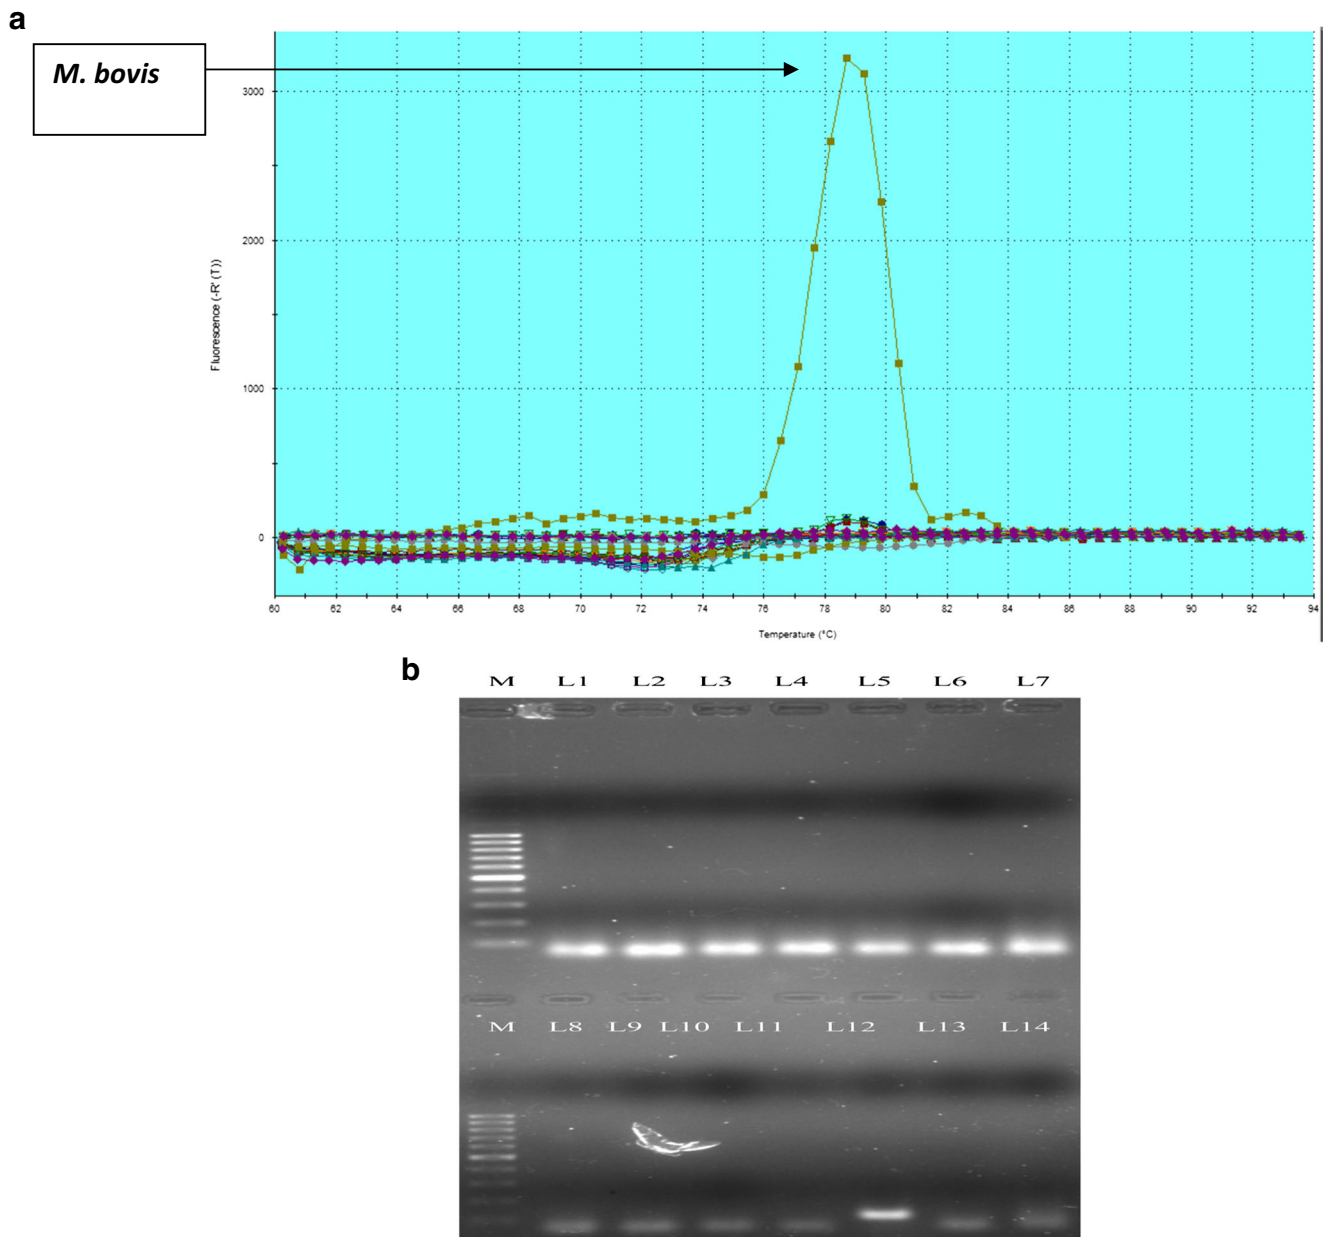 a
M. bovis
3000
2000
1000
0
Fluorescence (-R' (T))
60 62 64 66 68 70 72 74 76 78 80 82 84 86 88 90 92 94
Temperature (°C)
b
M L1 L2 L3 L4 L5 L6 L7
M L8 L9 L10 L11 L12 L13 L14